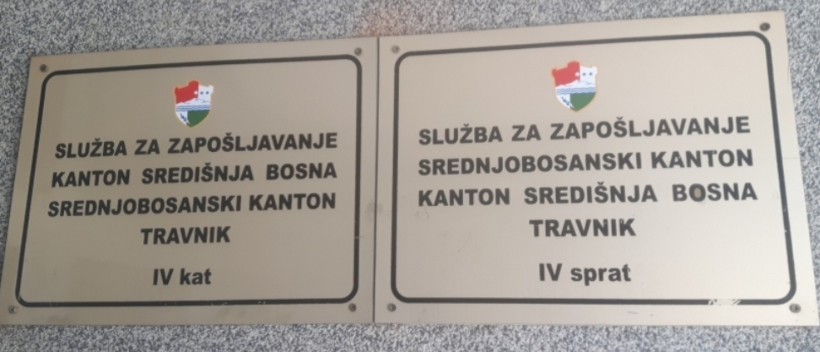 SLUŽBA ZA ZAPOŠLJAVANJE
KANTON SREDIŠNJA BOSNA
SREDNJOBOSANSKI KANTON
TRAVNIK
IV kat
SLUŽBA ZA ZAPOŠLJAVANJE
SREDNJOBOSANSKI KANTON
KANTON SREDIŠNJA BOSNA
TRAVNIK
IV sprat